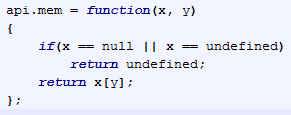 api.mem = function(x, y)
{
    if(x == null || x == undefined)
        return undefined;
    return x[y];
};